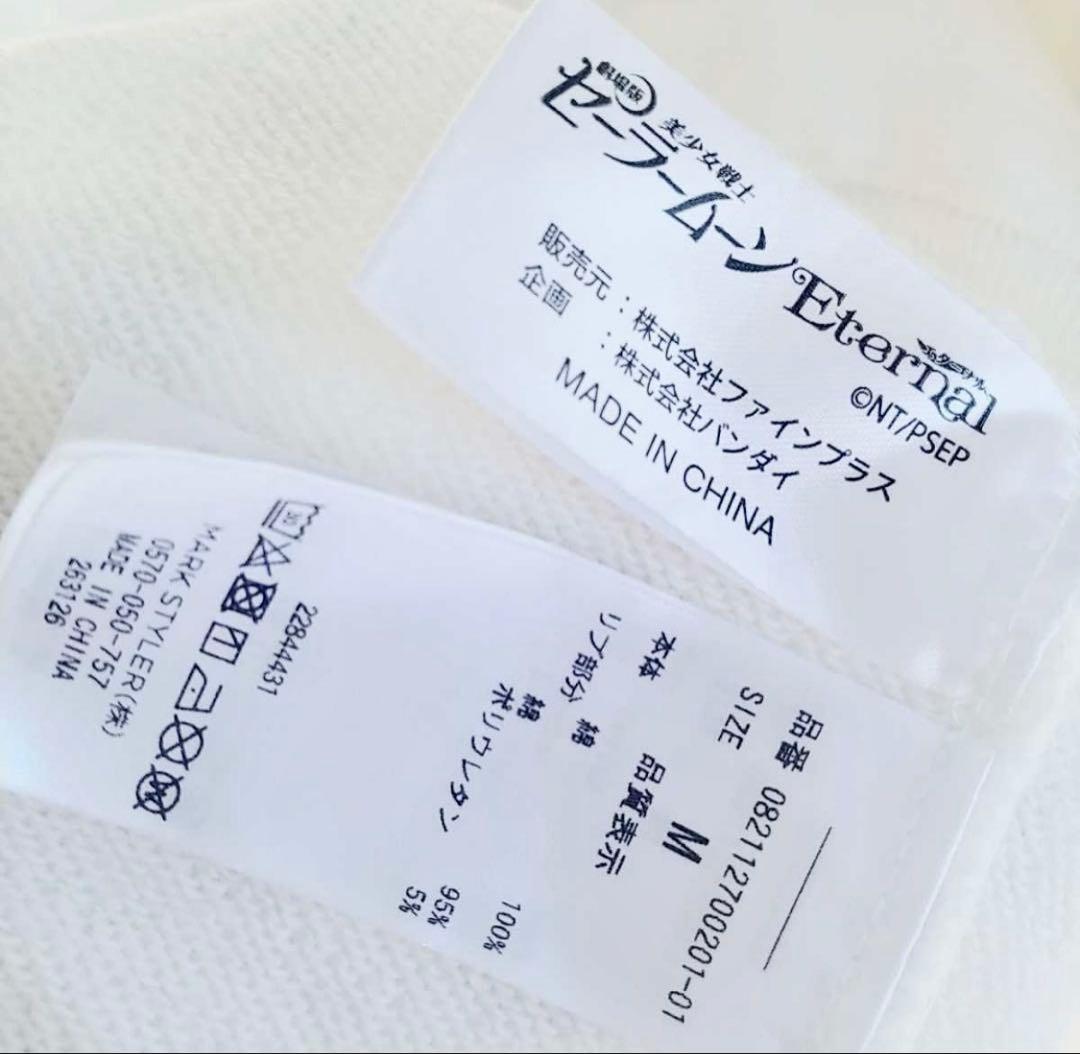 劇場版
美少女戦士
セーラームーンEternal
エターナル
©NT/PSEP
販売元：株式会社ファインプラス
企画　：株式会社バンダイ
MADE IN CHINA
品番 082112700201-01
SIZE M
品質表示
本体 綿 100%
リブ部分 綿 95%
ポリウレタン 5%
22844431
30
MARK STYLER(株)
0570-050-757
MADE IN CHINA
263126